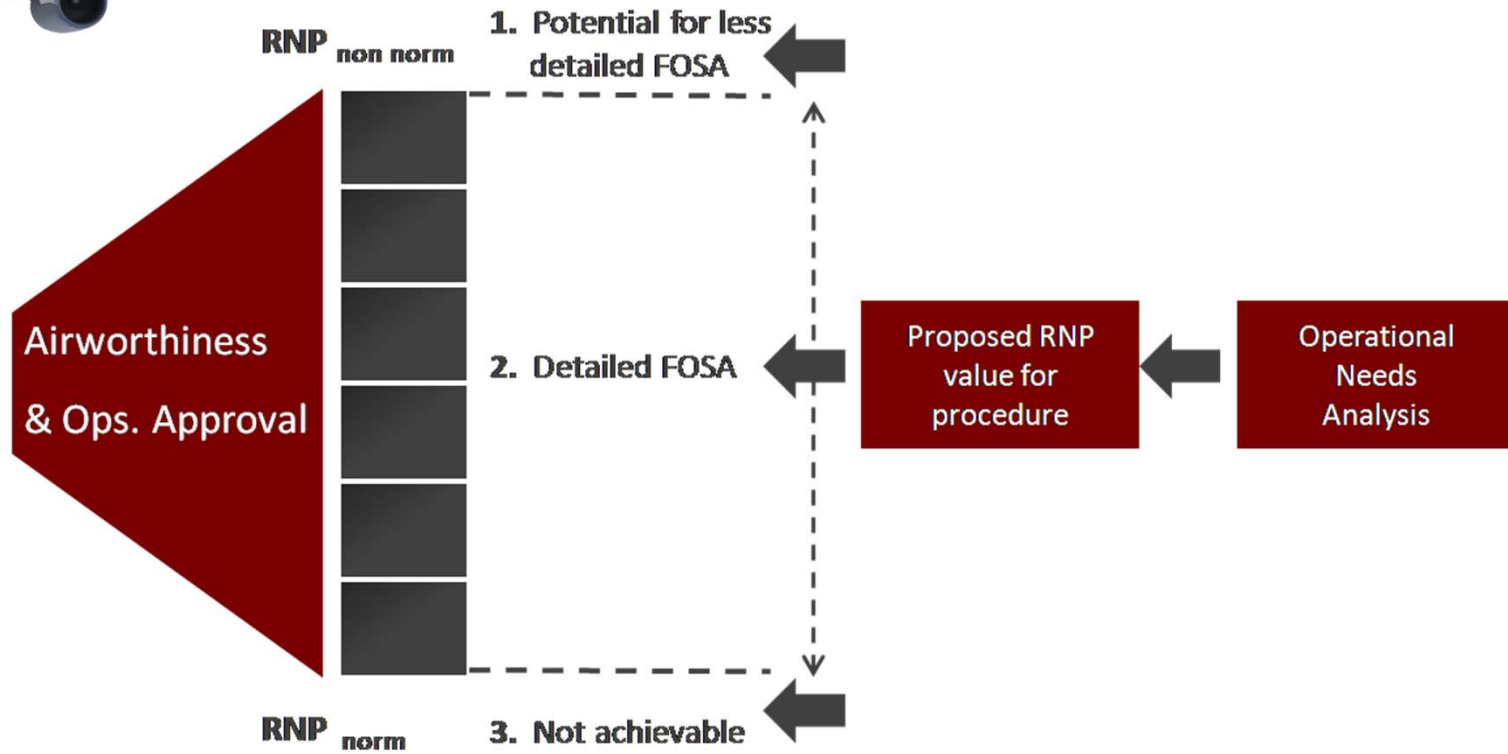 RNP non norm
1. Potential for less
detailed FOSA
Airworthiness
& Ops. Approval
2. Detailed FOSA
Proposed RNP
value for
procedure
Operational
Needs
Analysis
RNP norm
3. Not achievable